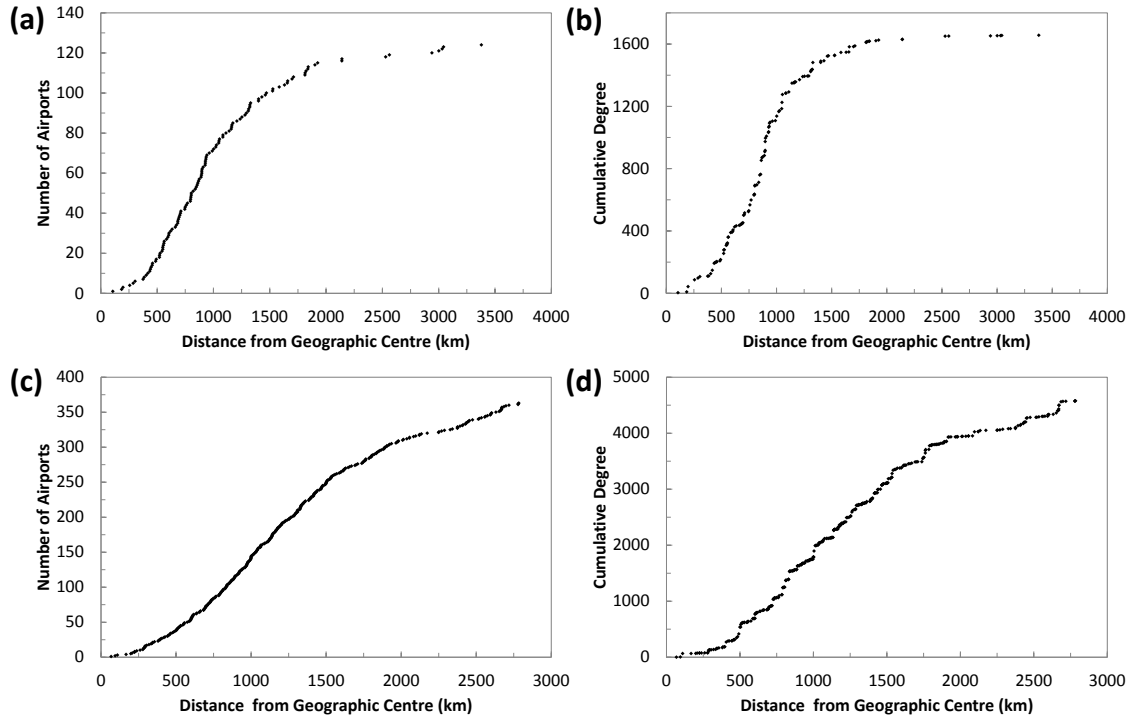 (a)
Number of Airports
140
120
100
80
60
40
20
0
0 500 1000 1500 2000 2500 3000 3500 4000
Distance from Geographic Centre (km)
(b)
Cumulative Degree
1600
1200
800
400
0
0 500 1000 1500 2000 2500 3000 3500 4000
Distance from Geographic Centre (km)
(c)
Number of Airports
400
350
300
250
200
150
100
50
0
0 500 1000 1500 2000 2500 3000
Distance from Geographic Centre (km)
(d)
Cumulative Degree
5000
4000
3000
2000
1000
0
0 500 1000 1500 2000 2500 3000
Distance from Geographic Centre (km)